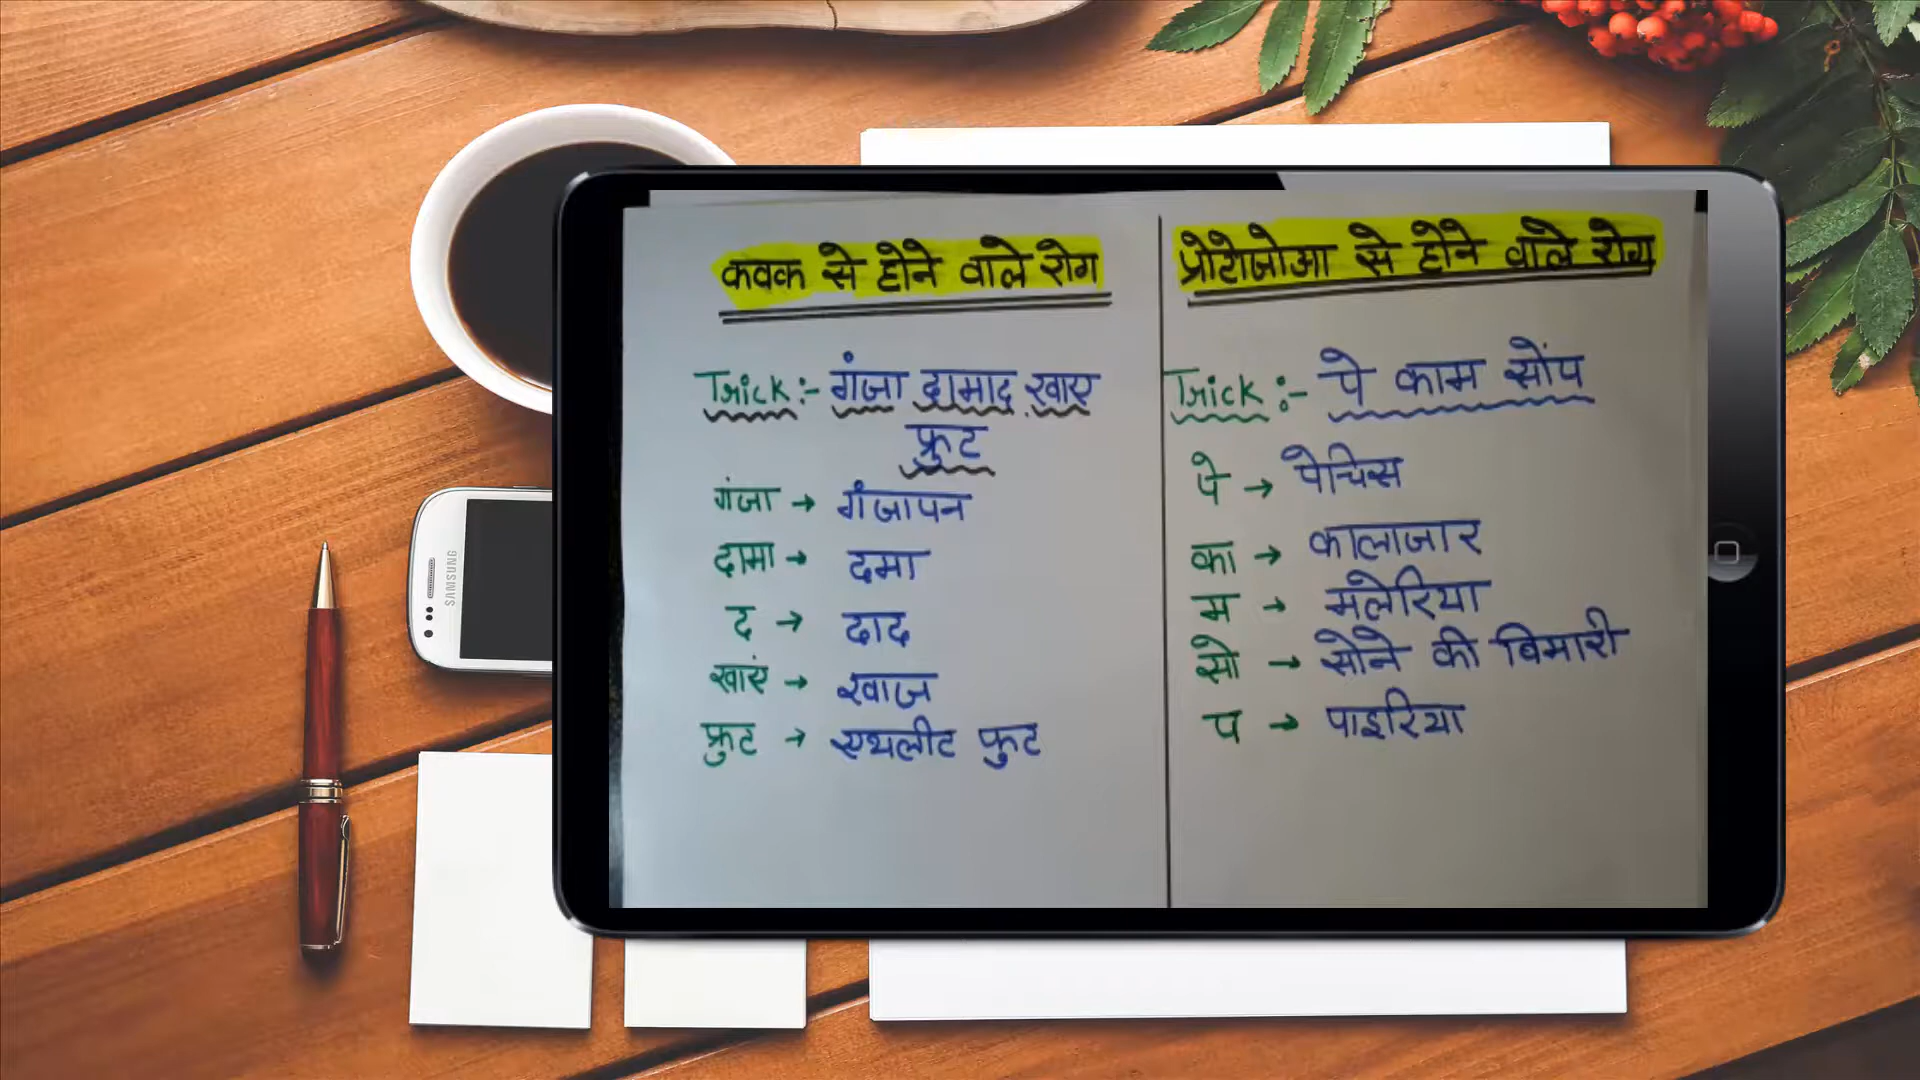 कवक से होने वाले रोग
Trick :- गंजा दामाद खाए
फ्रुट
गंजा → गंजापन
दामा → दमा
द → दाद
खाए → खाज
फ्रुट → एथलीट फुट
प्रोटोजोआ से होने वाले रोग
Trick :- पे काम सोंप
पे → पेचिस
का → कालाजार
म → मलेरिया
सो → सोने की बिमारी
प → पाइरिया
SAMSUNG